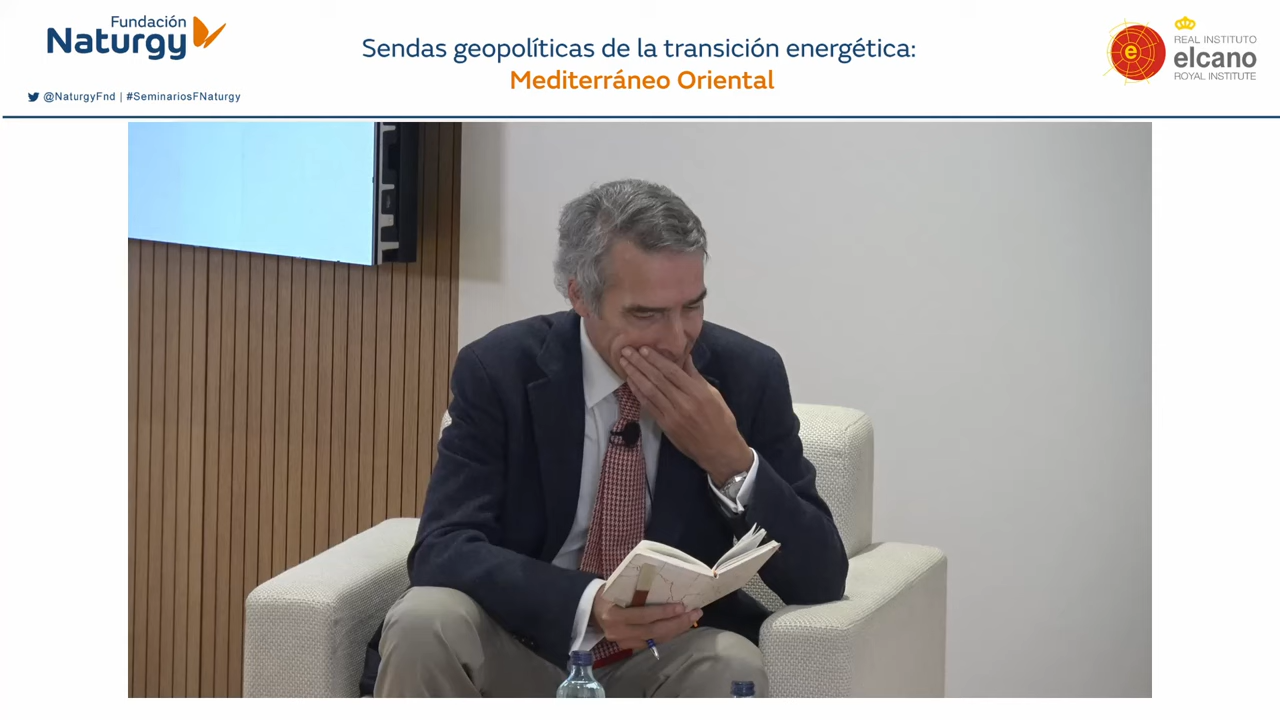 Fundación
Naturgy
@NaturgyFnd | #SeminariosFNaturgy
Sendas geopolíticas de la transición energética:
Mediterráneo Oriental
e
REAL INSTITUTO
elcano
ROYAL INSTITUTE